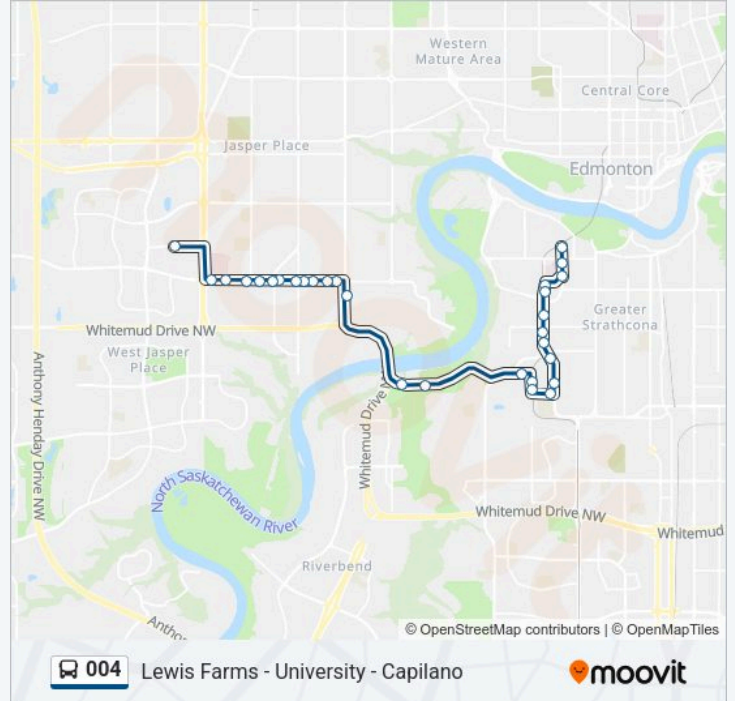 Western
Mature Area
Central Core
Jasper Place
Edmonton
Greater
Strathcona
Whitemud Drive NW
West Jasper
Place
Anthony Henday Drive NW
Whitemud Drive N
North Saskatchewan River
Whitemud Drive NW
Whitemud
Riverbend
Antho
© OpenStreetMap contributors | © OpenMapTiles
004 Lewis Farms - University - Capilano
moovit